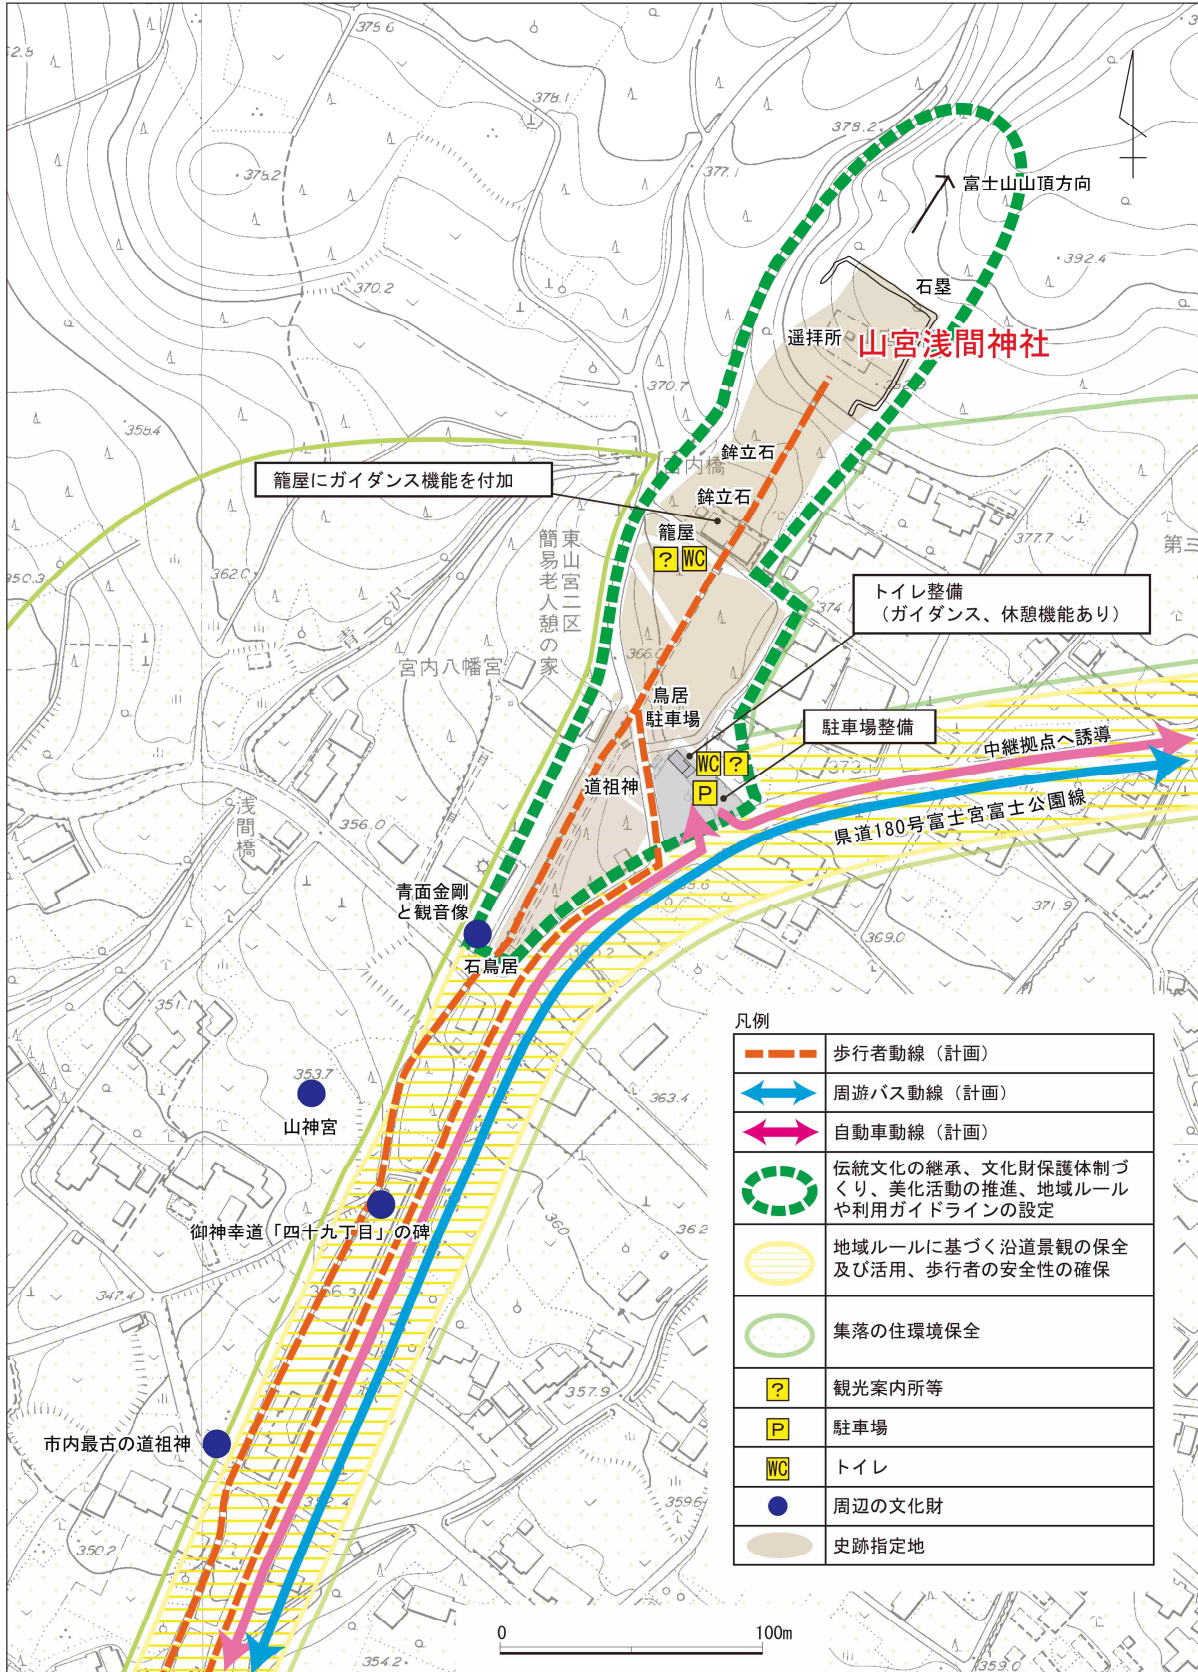 375.6
378.1
378.2
378.2
377.1
富士山山頂方向
392.4
370.2
石塁
遥拝所
山宮浅間神社
370.7
358.4
鉾立石
宮内橋
籠屋にガイダンス機能を付加
鉾立石
籠屋
? WC
377.7
第三
350.3
362.0
東山宮二区
簡易老人憩の家
トイレ整備
（ガイダンス、休憩機能あり）
374.1
366.0
宮内八幡宮
鳥居
駐車場
駐車場整備
中継拠点へ誘導
WC ?
373.1
道祖神
P
県道180号富士宮富士公園線
浅間橋
356.0
青面金剛
と観音像
371.9
369.0
石鳥居
351.1
353.7
山神宮
363.4
御神幸道「四十九丁目」の碑
360
362
347.4
356.3
357.9
市内最古の道祖神
352.4
359.6
350.2
354.2
359.0
0 100m
凡例
歩行者動線（計画）
周遊バス動線（計画）
自動車動線（計画）
伝統文化の継承、文化財保護体制づ
くり、美化活動の推進、地域ルール
や利用ガイドラインの設定
地域ルールに基づく沿道景観の保全
及び活用、歩行者の安全性の確保
集落の住環境保全
? 観光案内所等
P 駐車場
WC トイレ
周辺の文化財
史跡指定地